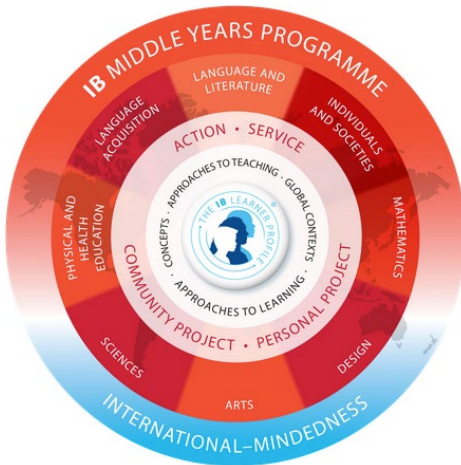 IB MIDDLE YEARS PROGRAMME
LANGUAGE AND
LITERATURE
INDIVIDUALS
AND SOCIETIES
MATHEMATICS
DESIGN
ARTS
SCIENCES
PHYSICAL AND
HEALTH
EDUCATION
LANGUAGE
ACQUISITION
ACTION • SERVICE
COMMUNITY PROJECT • PERSONAL PROJECT
APPROACHES TO TEACHING · GLOBAL CONTEXTS ·
APPROACHES TO LEARNING · CONCEPTS ·
THE IB LEARNER PROFILE
®
INTERNATIONAL–MINDEDNESS